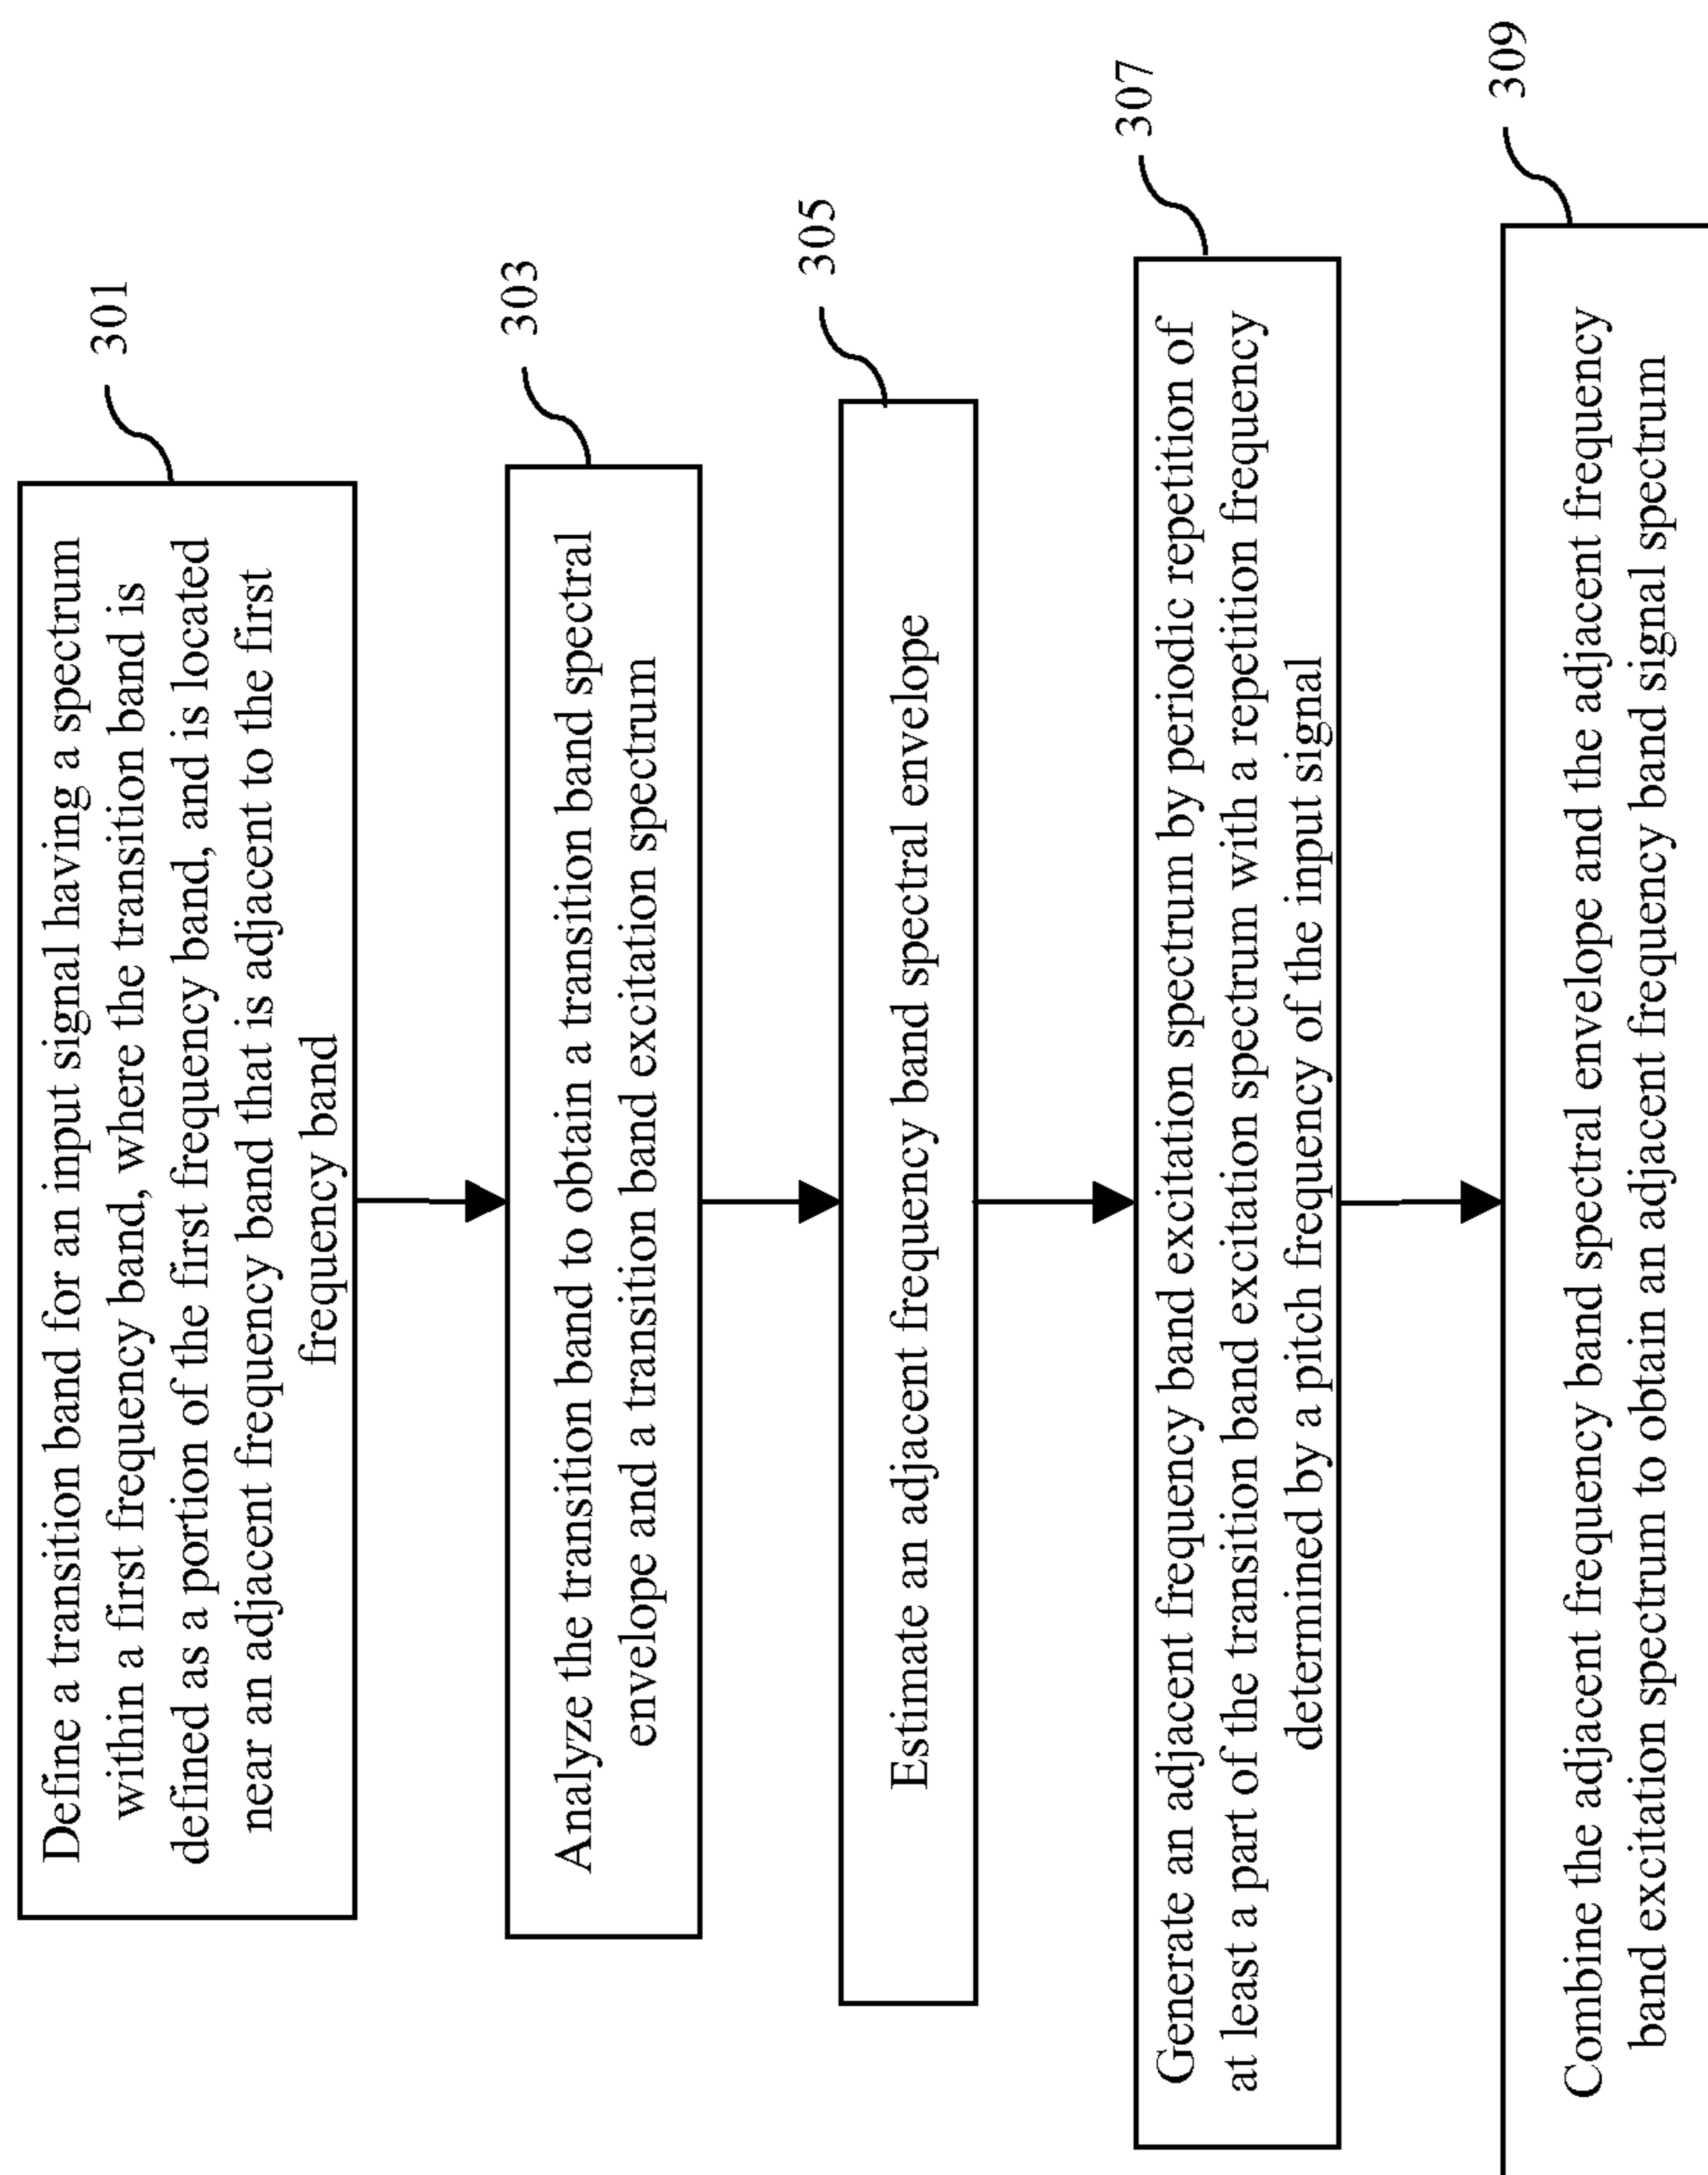 301
Define a transition band for an input signal having a spectrum
within a first frequency band, where the transition band is
defined as a portion of the first frequency band, and is located
near an adjacent frequency band that is adjacent to the first
frequency band
303
Analyze the transition band to obtain a transition band spectral
envelope and a transition band excitation spectrum
305
Estimate an adjacent frequency band spectral envelope
307
Generate an adjacent frequency band excitation spectrum by periodic repetition of
at least a part of the transition band excitation spectrum with a repetition frequency
determined by a pitch frequency of the input signal
309
Combine the adjacent frequency band spectral envelope and the adjacent frequency
band excitation spectrum to obtain an adjacent frequency band signal spectrum